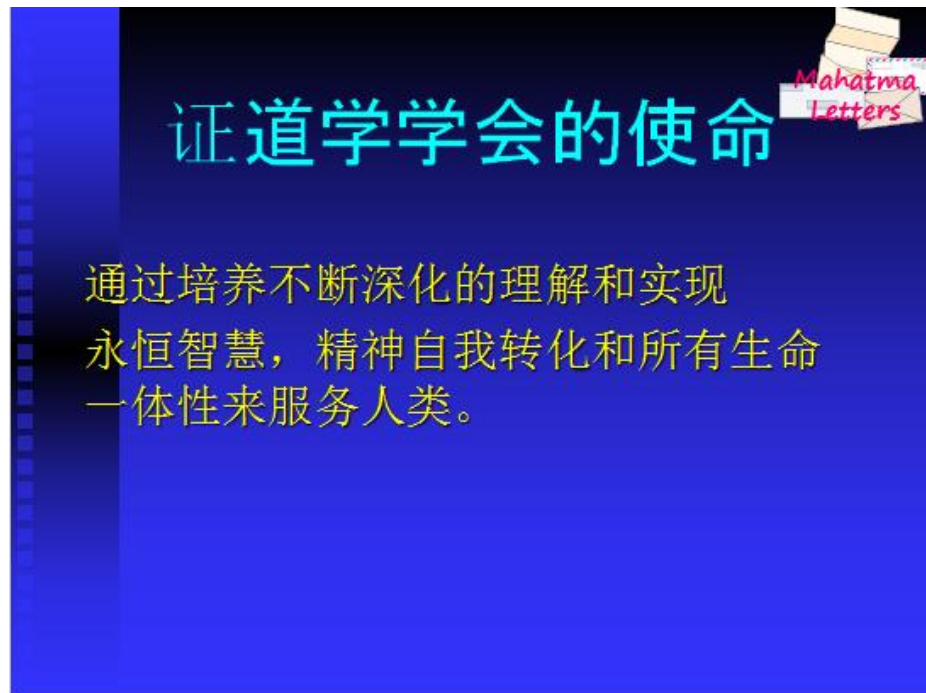 Mahatma
Letters
证道学学会的使命
通过培养不断深化的理解和实现
永恒智慧，精神自我转化和所有生命
一体性来服务人类。